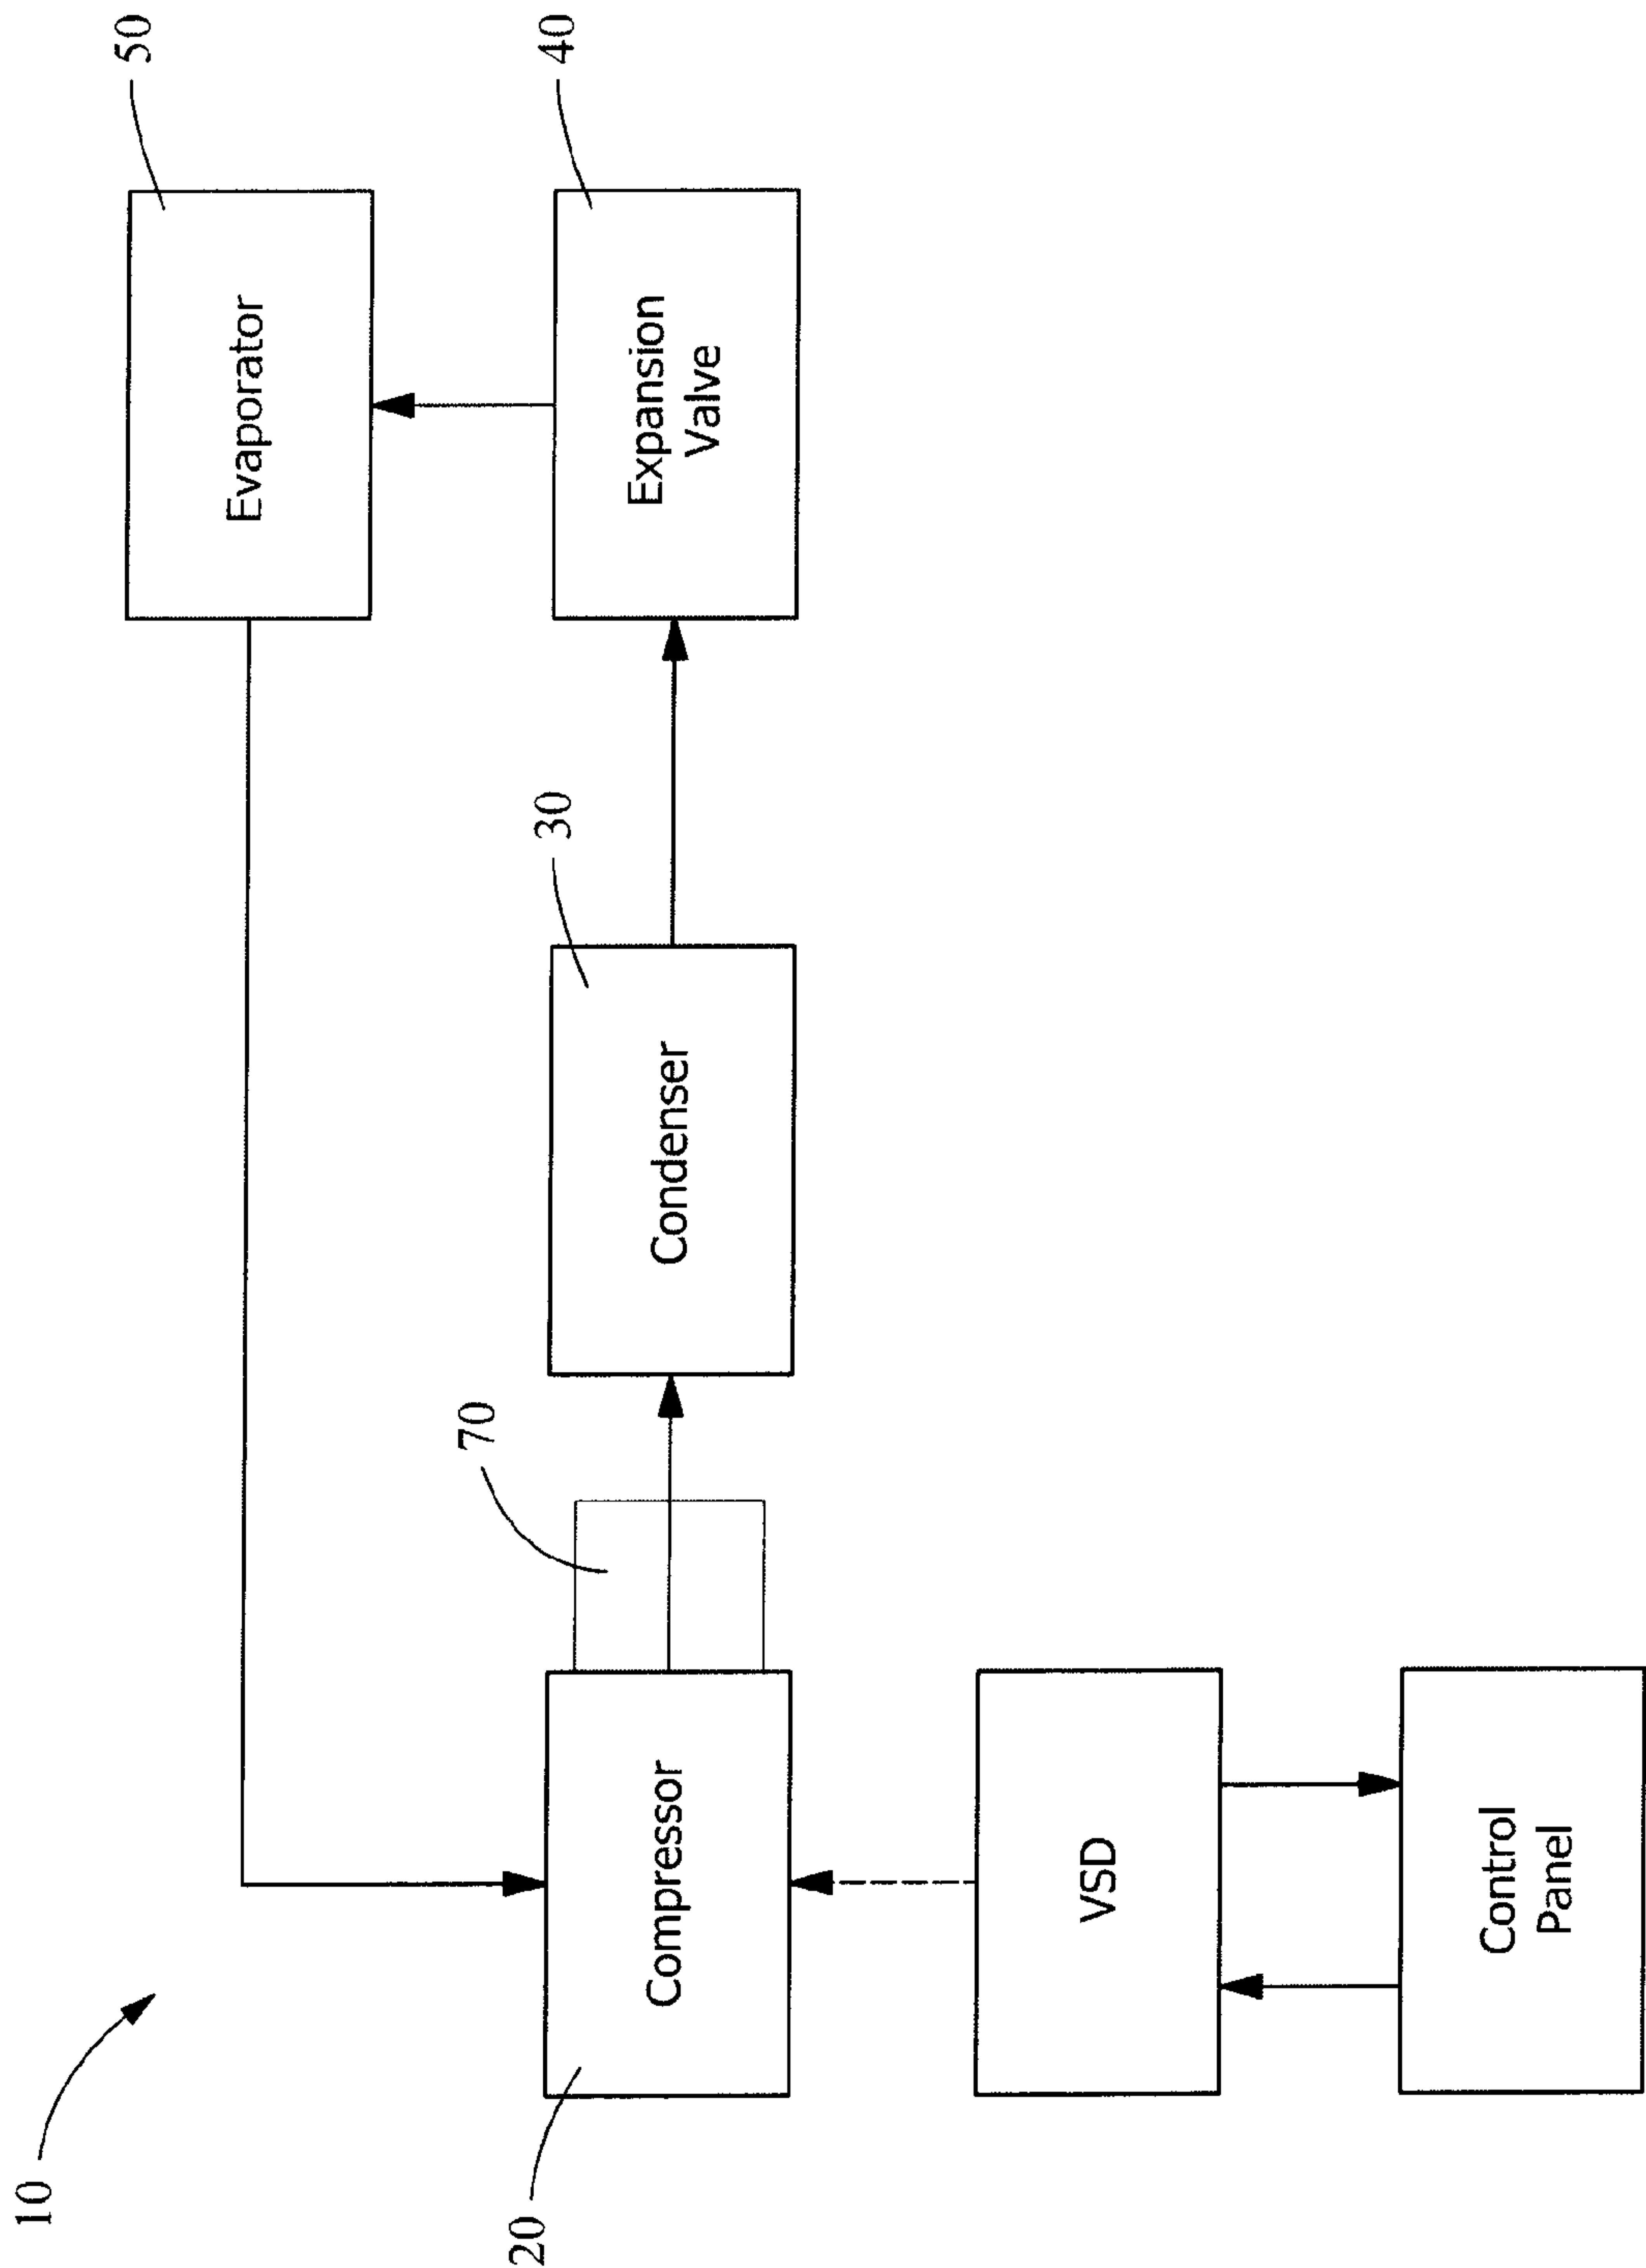 10
50
Evaporator
20
Compressor
70
30
Condenser
40
Expansion
Valve
VSD
Control
Panel